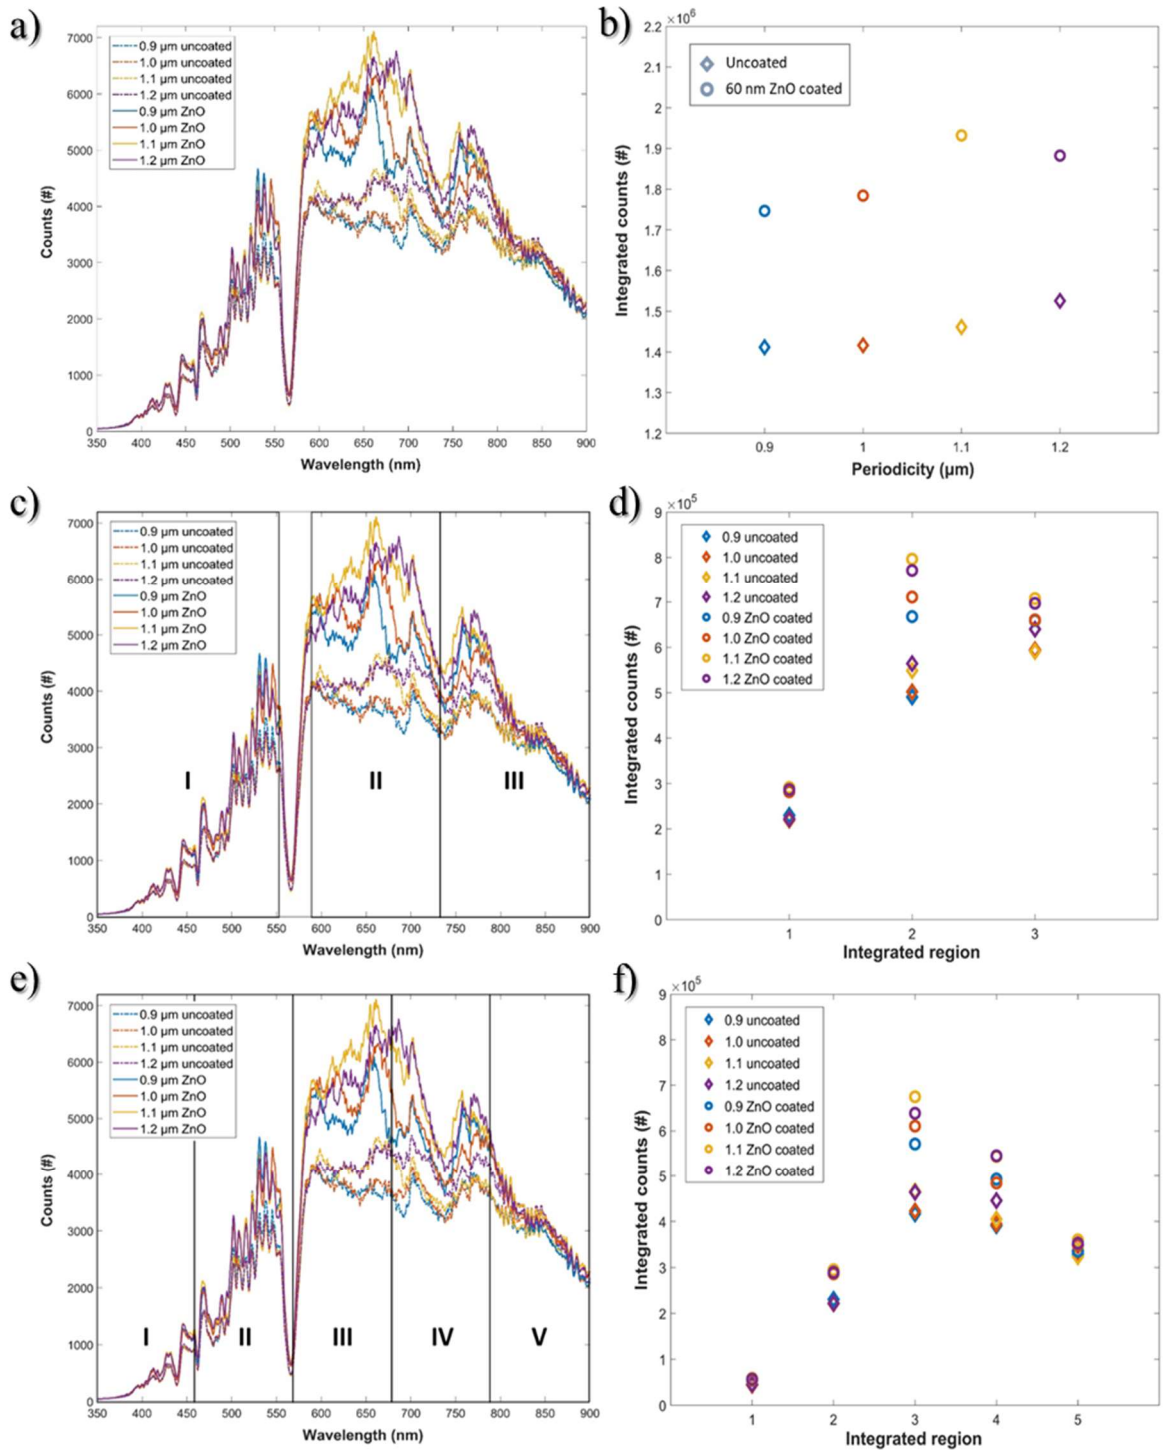 a)
7000
6000
5000
4000
3000
2000
1000
0
Counts (#)
0.9 µm uncoated
1.0 µm uncoated
1.1 µm uncoated
1.2 µm uncoated
0.9 µm ZnO
1.0 µm ZnO
1.1 µm ZnO
1.2 µm ZnO
350 400 450 500 550 600 650 700 750 800 850 900
Wavelength (nm)
b)
×10⁶
2.2
2.1
2
1.9
1.8
1.7
1.6
1.5
1.4
1.3
1.2
Integrated counts (#)
Uncoated
60 nm ZnO coated
0.9 1 1.1 1.2
Periodicity (µm)
c)
7000
6000
5000
4000
3000
2000
1000
0
Counts (#)
0.9 µm uncoated
1.0 µm uncoated
1.1 µm uncoated
1.2 µm uncoated
0.9 µm ZnO
1.0 µm ZnO
1.1 µm ZnO
1.2 µm ZnO
I II III
350 400 450 500 550 600 650 700 750 800 850 900
Wavelength (nm)
d)
×10⁵
9
8
7
6
5
4
3
2
1
0
Integrated counts (#)
0.9 uncoated
1.0 uncoated
1.1 uncoated
1.2 uncoated
0.9 ZnO coated
1.0 ZnO coated
1.1 ZnO coated
1.2 ZnO coated
1 2 3
Integrated region
e)
7000
6000
5000
4000
3000
2000
1000
0
Counts (#)
0.9 µm uncoated
1.0 µm uncoated
1.1 µm uncoated
1.2 µm uncoated
0.9 µm ZnO
1.0 µm ZnO
1.1 µm ZnO
1.2 µm ZnO
I II III IV V
350 400 450 500 550 600 650 700 750 800 850 900
Wavelength (nm)
f)
×10⁵
9
8
7
6
5
4
3
2
1
0
Integrated counts (#)
0.9 uncoated
1.0 uncoated
1.1 uncoated
1.2 uncoated
0.9 ZnO coated
1.0 ZnO coated
1.1 ZnO coated
1.2 ZnO coated
1 2 3 4 5
Integrated region